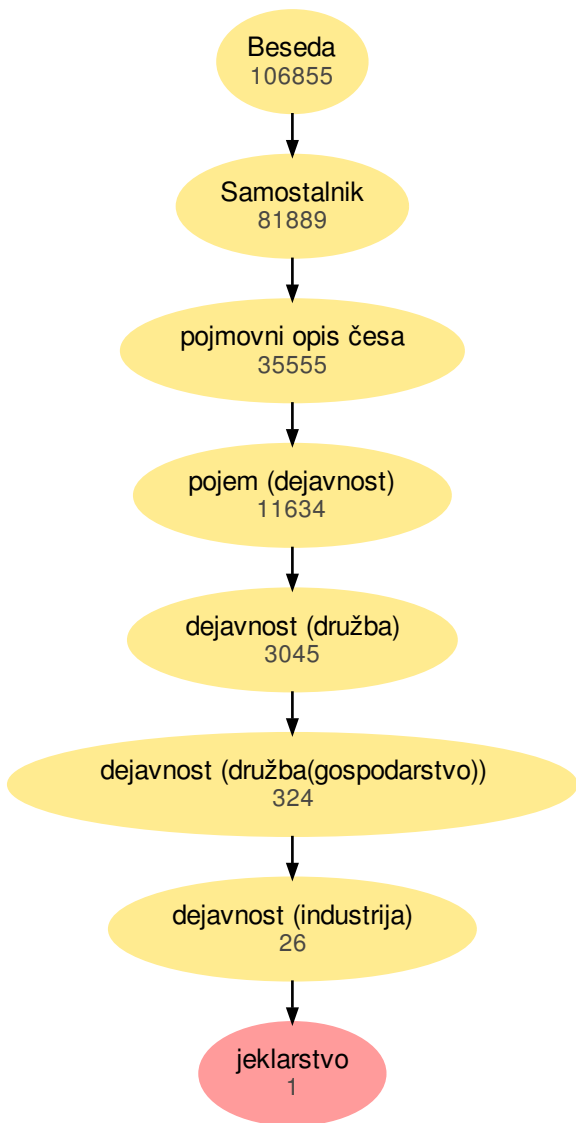 Beseda
106855
Samostalnik
81889
pojmovni opis česa
35555
pojem (dejavnost)
11634
dejavnost (družba)
3045
dejavnost (družba(gospodarstvo))
324
dejavnost (industrija)
26
jeklarstvo
1